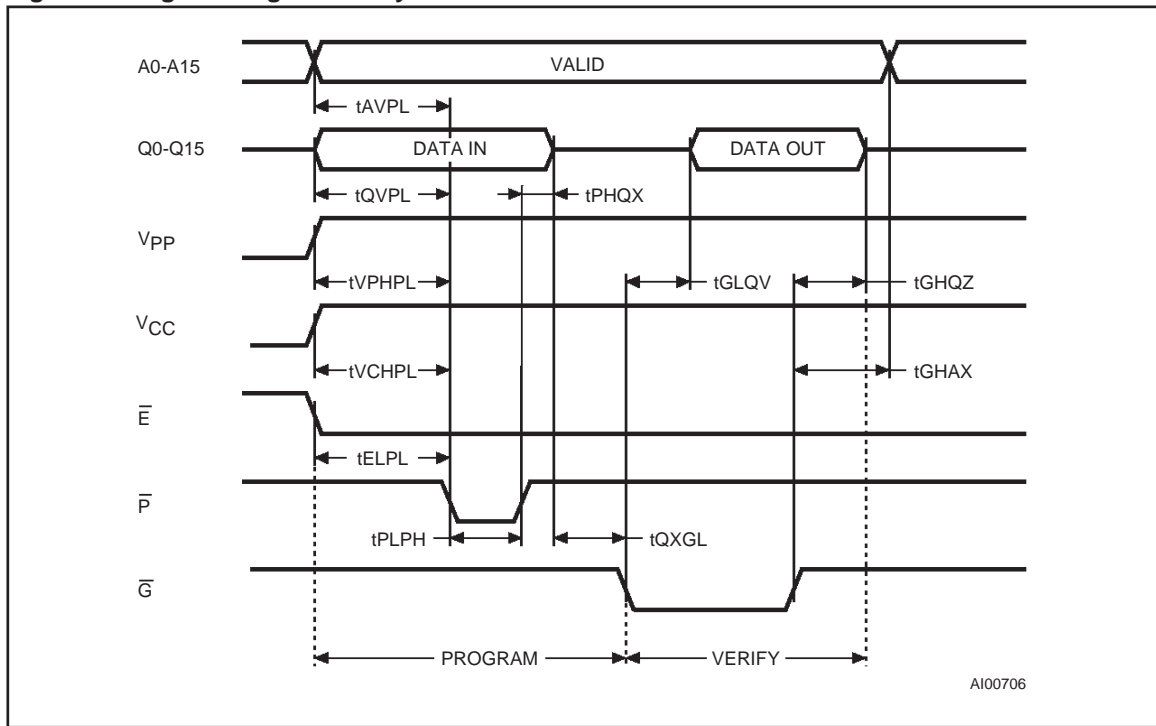 A0-A15
VALID
tAVPL
Q0-Q15
DATA IN
DATA OUT
tQVPL
tPHQX
VPP
tVPHPL
tGLQV
tGHQZ
VCC
tVCHPL
tGHAX
E̅
tELPL
P̅
tPLPH
tQXGL
G̅
PROGRAM
VERIFY
AI00706